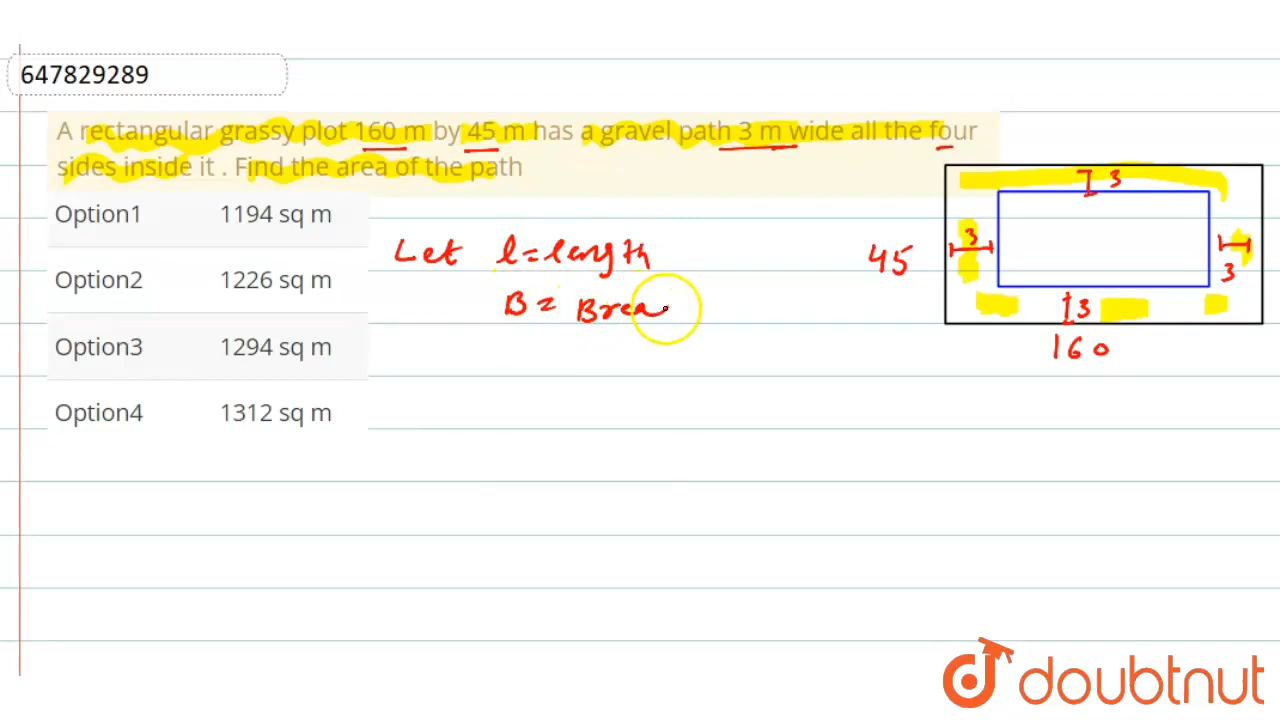 647829289
A rectangular grassy plot 160 m by 45 m has a gravel path 3 m wide all the four
sides inside it . Find the area of the path
Option1 1194 sq m
Option2 1226 sq m
Option3 1294 sq m
Option4 1312 sq m
Let l = length
B = Brea
3
3
45
3
3
160
doubtnut